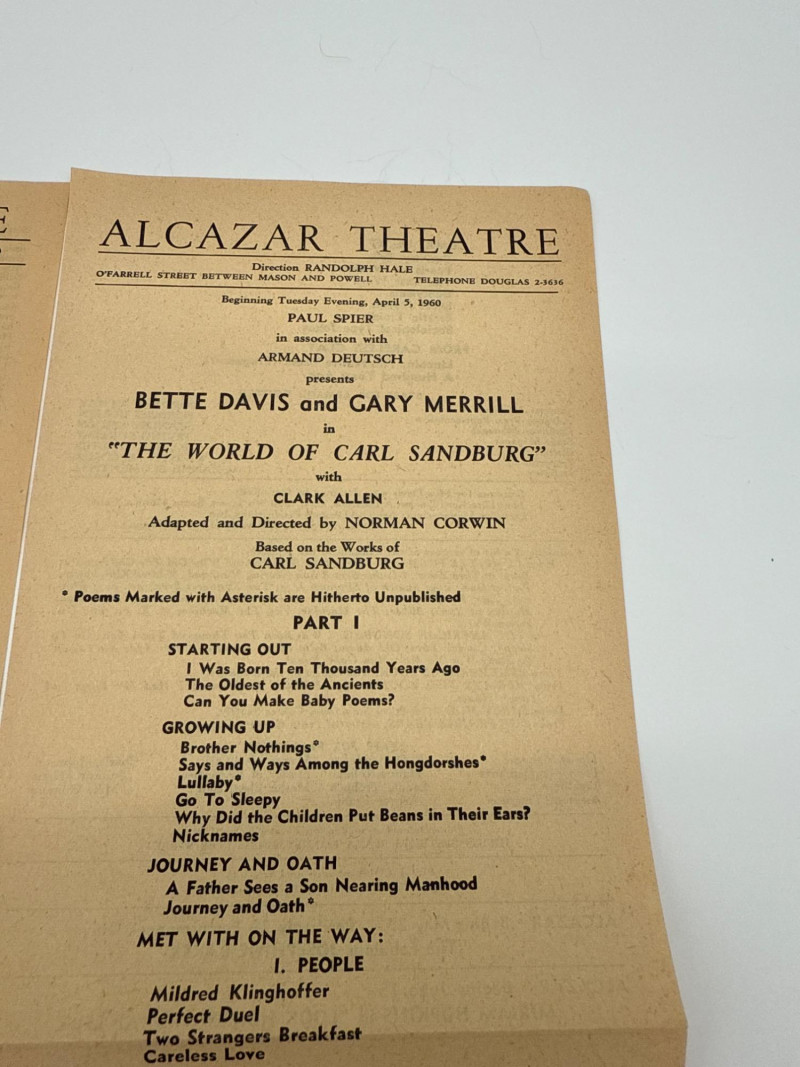 E
ALCAZAR THEATRE
Direction RANDOLPH HALE
O'FARRELL STREET BETWEEN MASON AND POWELL TELEPHONE DOUGLAS 2-3636
Beginning Tuesday Evening, April 5, 1960
PAUL SPIER
in association with
ARMAND DEUTSCH
presents
BETTE DAVIS and GARY MERRILL
in
"THE WORLD OF CARL SANDBURG"
with
CLARK ALLEN
Adapted and Directed by NORMAN CORWIN
Based on the Works of
CARL SANDBURG
* Poems Marked with Asterisk are Hitherto Unpublished
PART I
STARTING OUT
I Was Born Ten Thousand Years Ago
The Oldest of the Ancients
Can You Make Baby Poems?
GROWING UP
Brother Nothings*
Says and Ways Among the Hongdorshes*
Lullaby*
Go To Sleepy
Why Did the Children Put Beans in Their Ears?
Nicknames
JOURNEY AND OATH
A Father Sees a Son Nearing Manhood
Journey and Oath*
MET WITH ON THE WAY:
I. PEOPLE
Mildred Klinghoffer
Perfect Duel
Two Strangers Breakfast
Careless Love